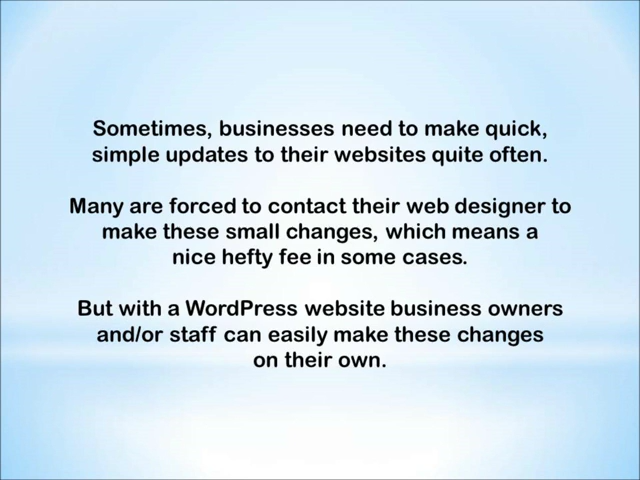 Sometimes, businesses need to make quick,
simple updates to their websites quite often.
Many are forced to contact their web designer to
make these small changes, which means a
nice hefty fee in some cases.
But with a WordPress website business owners
and/or staff can easily make these changes
on their own.